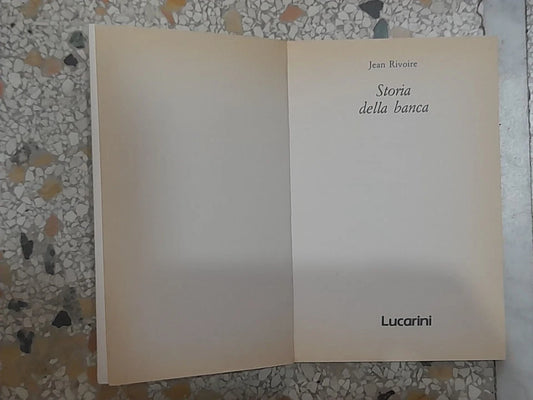 Jean Rivoire
Storia
della banca
Lucarini